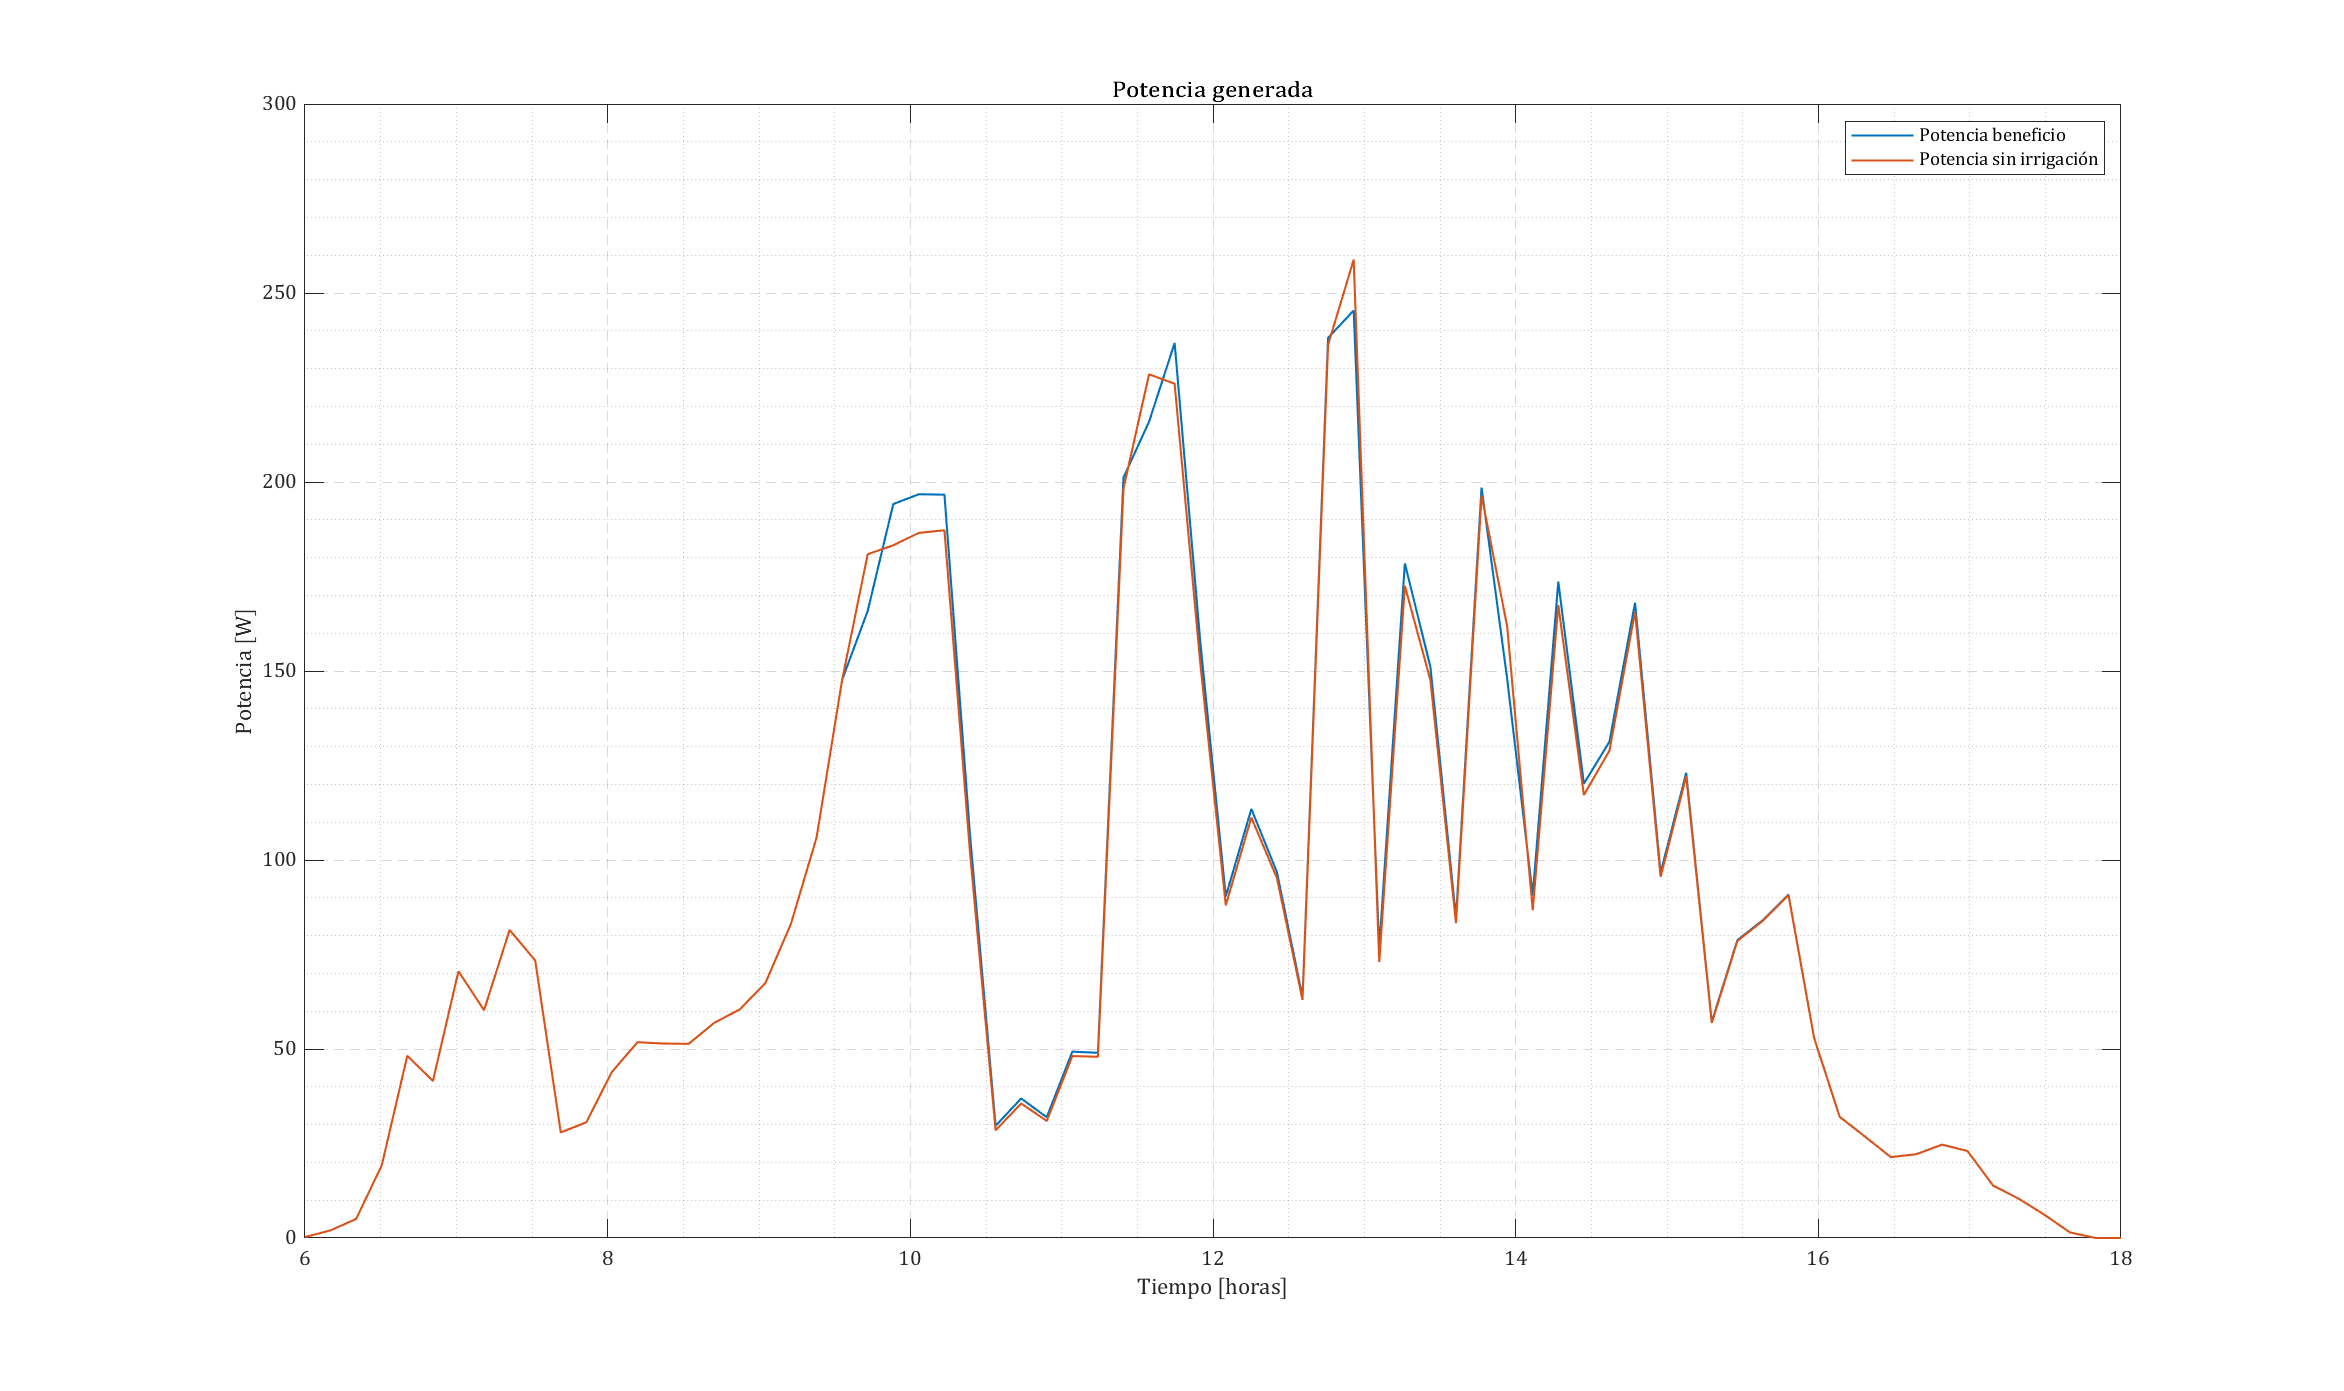 Potencia generada
300
250
200
150
100
50
0
Potencia [W]
Potencia beneficio
Potencia sin irrigación
6
8
10
12
14
16
18
Tiempo [horas]